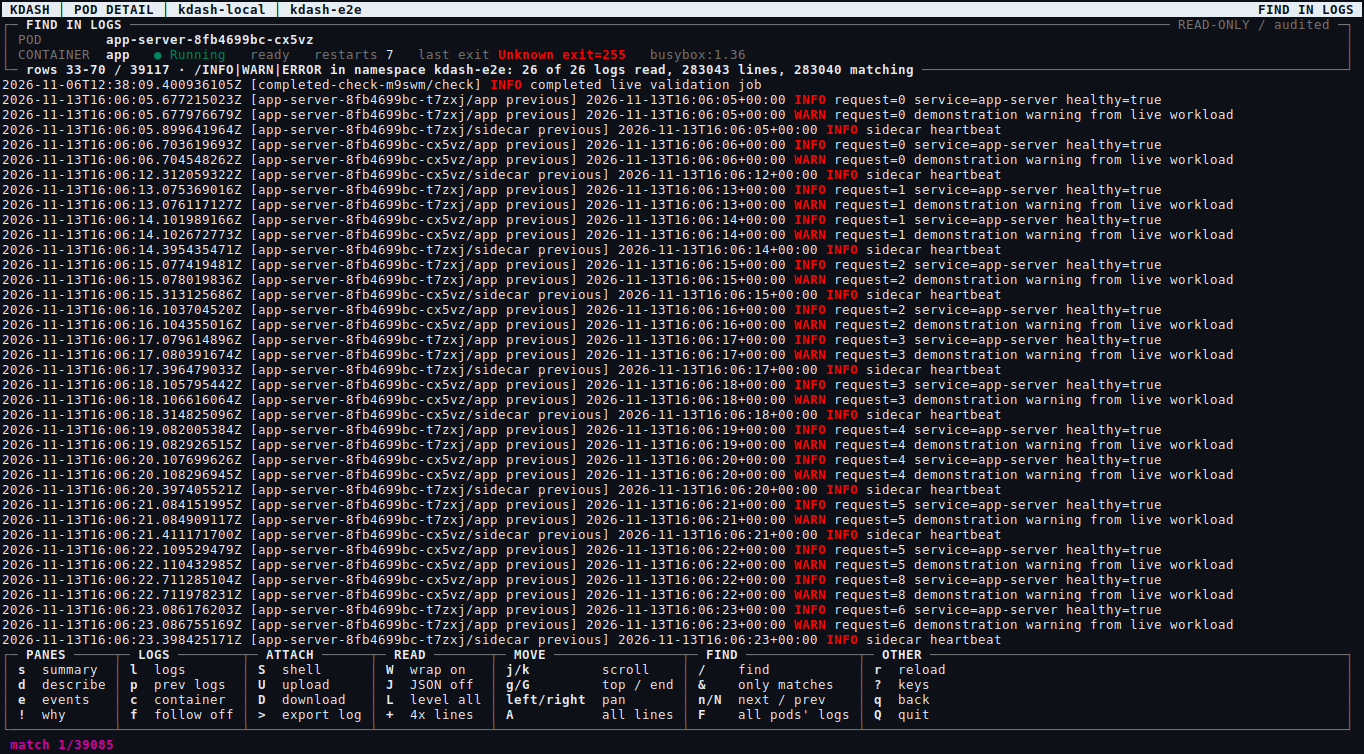 KDASH │ POD DETAIL │ kdash-local │ kdash-e2e FIND IN LOGS
FIND IN LOGS READ-ONLY / audited
POD app-server-8fb4699bc-cx5vz
CONTAINER app ● Running ready restarts 7 last exit Unknown exit=255 busybox:1.36
rows 33-70 / 39117 · /INFO|WARN|ERROR in namespace kdash-e2e: 26 of 26 logs read, 283043 lines, 283040 matching
2026-11-06T12:38:09.400936105Z [completed-check-m9swm/check] INFO completed live validation job
2026-11-13T16:06:05.677215023Z [app-server-8fb4699bc-t7zxj/app previous] 2026-11-13T16:06:05+00:00 INFO request=0 service=app-server healthy=true
2026-11-13T16:06:05.677976679Z [app-server-8fb4699bc-t7zxj/app previous] 2026-11-13T16:06:05+00:00 WARN request=0 demonstration warning from live workload
2026-11-13T16:06:05.899641964Z [app-server-8fb4699bc-t7zxj/sidecar previous] 2026-11-13T16:06:05+00:00 INFO sidecar heartbeat
2026-11-13T16:06:06.703619693Z [app-server-8fb4699bc-cx5vz/app previous] 2026-11-13T16:06:06+00:00 INFO request=0 service=app-server healthy=true
2026-11-13T16:06:06.704548262Z [app-server-8fb4699bc-cx5vz/app previous] 2026-11-13T16:06:06+00:00 WARN request=0 demonstration warning from live workload
2026-11-13T16:06:12.312059322Z [app-server-8fb4699bc-cx5vz/sidecar previous] 2026-11-13T16:06:12+00:00 INFO sidecar heartbeat
2026-11-13T16:06:13.075369016Z [app-server-8fb4699bc-t7zxj/app previous] 2026-11-13T16:06:13+00:00 INFO request=1 service=app-server healthy=true
2026-11-13T16:06:13.076117127Z [app-server-8fb4699bc-t7zxj/app previous] 2026-11-13T16:06:13+00:00 WARN request=1 demonstration warning from live workload
2026-11-13T16:06:14.101989166Z [app-server-8fb4699bc-cx5vz/app previous] 2026-11-13T16:06:14+00:00 INFO request=1 service=app-server healthy=true
2026-11-13T16:06:14.102672773Z [app-server-8fb4699bc-cx5vz/app previous] 2026-11-13T16:06:14+00:00 WARN request=1 demonstration warning from live workload
2026-11-13T16:06:14.395435471Z [app-server-8fb4699bc-t7zxj/sidecar previous] 2026-11-13T16:06:14+00:00 INFO sidecar heartbeat
2026-11-13T16:06:15.077419481Z [app-server-8fb4699bc-t7zxj/app previous] 2026-11-13T16:06:15+00:00 INFO request=2 service=app-server healthy=true
2026-11-13T16:06:15.078019836Z [app-server-8fb4699bc-t7zxj/app previous] 2026-11-13T16:06:15+00:00 WARN request=2 demonstration warning from live workload
2026-11-13T16:06:15.313125686Z [app-server-8fb4699bc-cx5vz/sidecar previous] 2026-11-13T16:06:15+00:00 INFO sidecar heartbeat
2026-11-13T16:06:16.103704520Z [app-server-8fb4699bc-cx5vz/app previous] 2026-11-13T16:06:16+00:00 INFO request=2 service=app-server healthy=true
2026-11-13T16:06:16.104355016Z [app-server-8fb4699bc-cx5vz/app previous] 2026-11-13T16:06:16+00:00 WARN request=2 demonstration warning from live workload
2026-11-13T16:06:17.079614896Z [app-server-8fb4699bc-t7zxj/app previous] 2026-11-13T16:06:17+00:00 INFO request=3 service=app-server healthy=true
2026-11-13T16:06:17.080391674Z [app-server-8fb4699bc-t7zxj/app previous] 2026-11-13T16:06:17+00:00 WARN request=3 demonstration warning from live workload
2026-11-13T16:06:17.396479033Z [app-server-8fb4699bc-t7zxj/sidecar previous] 2026-11-13T16:06:17+00:00 INFO sidecar heartbeat
2026-11-13T16:06:18.105795442Z [app-server-8fb4699bc-cx5vz/app previous] 2026-11-13T16:06:18+00:00 INFO request=3 service=app-server healthy=true
2026-11-13T16:06:18.106616064Z [app-server-8fb4699bc-cx5vz/app previous] 2026-11-13T16:06:18+00:00 WARN request=3 demonstration warning from live workload
2026-11-13T16:06:18.314825096Z [app-server-8fb4699bc-cx5vz/sidecar previous] 2026-11-13T16:06:18+00:00 INFO sidecar heartbeat
2026-11-13T16:06:19.082005384Z [app-server-8fb4699bc-t7zxj/app previous] 2026-11-13T16:06:19+00:00 INFO request=4 service=app-server healthy=true
2026-11-13T16:06:19.082926515Z [app-server-8fb4699bc-t7zxj/app previous] 2026-11-13T16:06:19+00:00 WARN request=4 demonstration warning from live workload
2026-11-13T16:06:20.107699626Z [app-server-8fb4699bc-cx5vz/app previous] 2026-11-13T16:06:20+00:00 INFO request=4 service=app-server healthy=true
2026-11-13T16:06:20.108296945Z [app-server-8fb4699bc-cx5vz/app previous] 2026-11-13T16:06:20+00:00 WARN request=4 demonstration warning from live workload
2026-11-13T16:06:20.397405521Z [app-server-8fb4699bc-t7zxj/sidecar previous] 2026-11-13T16:06:20+00:00 INFO sidecar heartbeat
2026-11-13T16:06:21.084151995Z [app-server-8fb4699bc-t7zxj/app previous] 2026-11-13T16:06:21+00:00 INFO request=5 service=app-server healthy=true
2026-11-13T16:06:21.084909117Z [app-server-8fb4699bc-t7zxj/app previous] 2026-11-13T16:06:21+00:00 WARN request=5 demonstration warning from live workload
2026-11-13T16:06:21.411171700Z [app-server-8fb4699bc-cx5vz/sidecar previous] 2026-11-13T16:06:21+00:00 INFO sidecar heartbeat
2026-11-13T16:06:22.109529479Z [app-server-8fb4699bc-cx5vz/app previous] 2026-11-13T16:06:22+00:00 INFO request=5 service=app-server healthy=true
2026-11-13T16:06:22.110432985Z [app-server-8fb4699bc-cx5vz/app previous] 2026-11-13T16:06:22+00:00 WARN request=5 demonstration warning from live workload
2026-11-13T16:06:22.711285104Z [app-server-8fb4699bc-cx5vz/app previous] 2026-11-13T16:06:22+00:00 INFO request=8 service=app-server healthy=true
2026-11-13T16:06:22.711978231Z [app-server-8fb4699bc-cx5vz/app previous] 2026-11-13T16:06:22+00:00 WARN request=8 demonstration warning from live workload
2026-11-13T16:06:23.086176203Z [app-server-8fb4699bc-t7zxj/app previous] 2026-11-13T16:06:23+00:00 INFO request=6 service=app-server healthy=true
2026-11-13T16:06:23.086755169Z [app-server-8fb4699bc-t7zxj/app previous] 2026-11-13T16:06:23+00:00 WARN request=6 demonstration warning from live workload
2026-11-13T16:06:23.398425171Z [app-server-8fb4699bc-t7zxj/sidecar previous] 2026-11-13T16:06:23+00:00 INFO sidecar heartbeat
PANES LOGS ATTACH READ MOVE FIND OTHER
s summary l logs S shell W wrap on j/k scroll / find r reload
d describe p prev logs U upload J JSON off g/G top / end & only matches ? keys
e events c container D download L level all left/right pan n/N next / prev q back
! why f follow off > export log + 4x lines A all lines F all pods' logs Q quit
match 1/39085